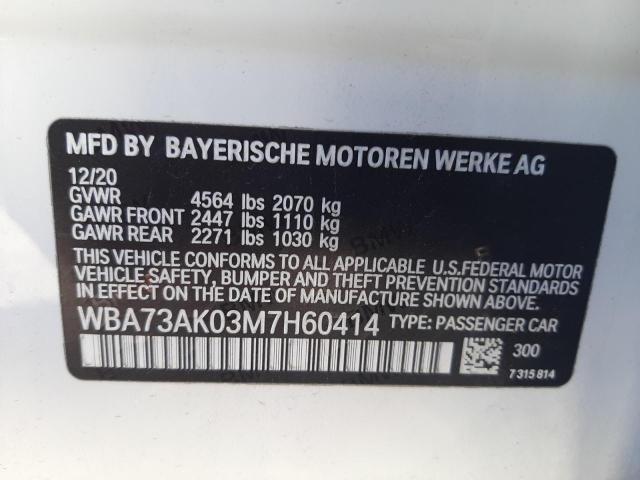 MFD BY BAYERISCHE MOTOREN WERKE AG
12/20
GVWR 4564 lbs 2070 kg
GAWR FRONT 2447 lbs 1110 kg
GAWR REAR 2271 lbs 1030 kg
THIS VEHICLE CONFORMS TO ALL APPLICABLE U.S.FEDERAL MOTOR
VEHICLE SAFETY, BUMPER AND THEFT PREVENTION STANDARDS
IN EFFECT ON THE DATE OF MANUFACTURE SHOWN ABOVE.
WBA73AK03M7H60414 TYPE: PASSENGER CAR
300
7 315 814